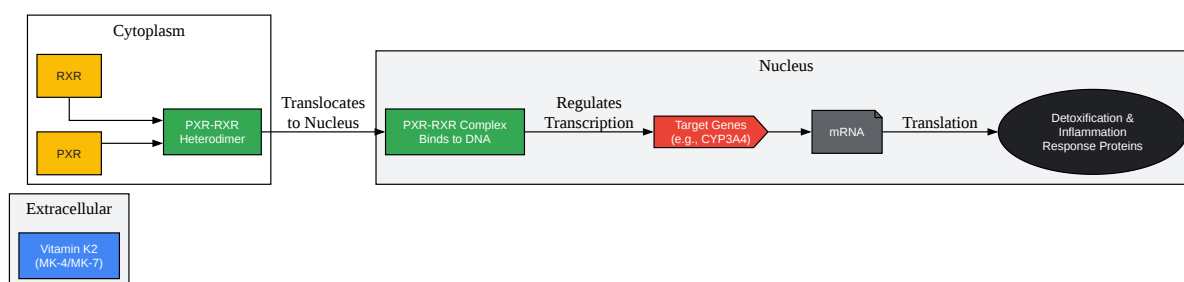 Cytoplasm
RXR
PXR
PXR-RXR
Heterodimer
Translocates
to Nucleus
Nucleus
PXR-RXR Complex
Binds to DNA
Regulates
Transcription
Target Genes
(e.g., CYP3A4)
mRNA
Translation
Detoxification &
Inflammation
Response Proteins
Extracellular
Vitamin K2
(MK-4/MK-7)